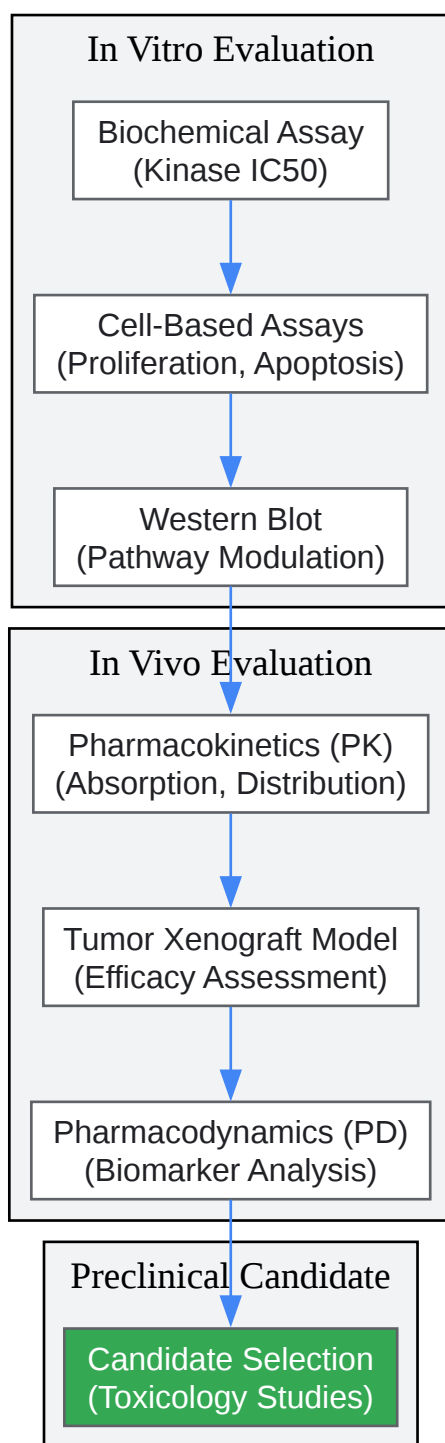 In Vitro Evaluation
Biochemical Assay
(Kinase IC50)
Cell-Based Assays
(Proliferation, Apoptosis)
Western Blot
(Pathway Modulation)
In Vivo Evaluation
Pharmacokinetics (PK)
(Absorption, Distribution)
Tumor Xenograft Model
(Efficacy Assessment)
Pharmacodynamics (PD)
(Biomarker Analysis)
Preclinical Candidate
Candidate Selection
(Toxicology Studies)